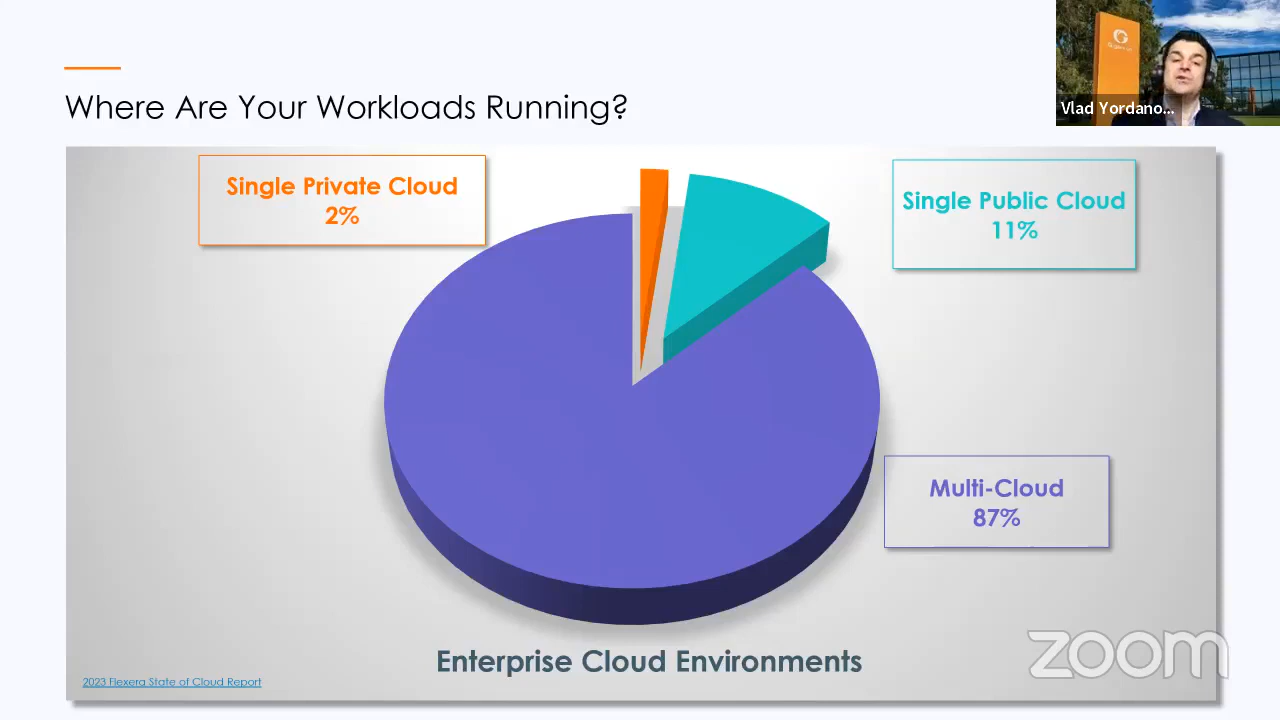 Where Are Your Workloads Running?
Vlad Yordano...
Single Private Cloud
2%
Single Public Cloud
11%
Multi-Cloud
87%
Enterprise Cloud Environments
2023 Flexera State of Cloud Report
zoom